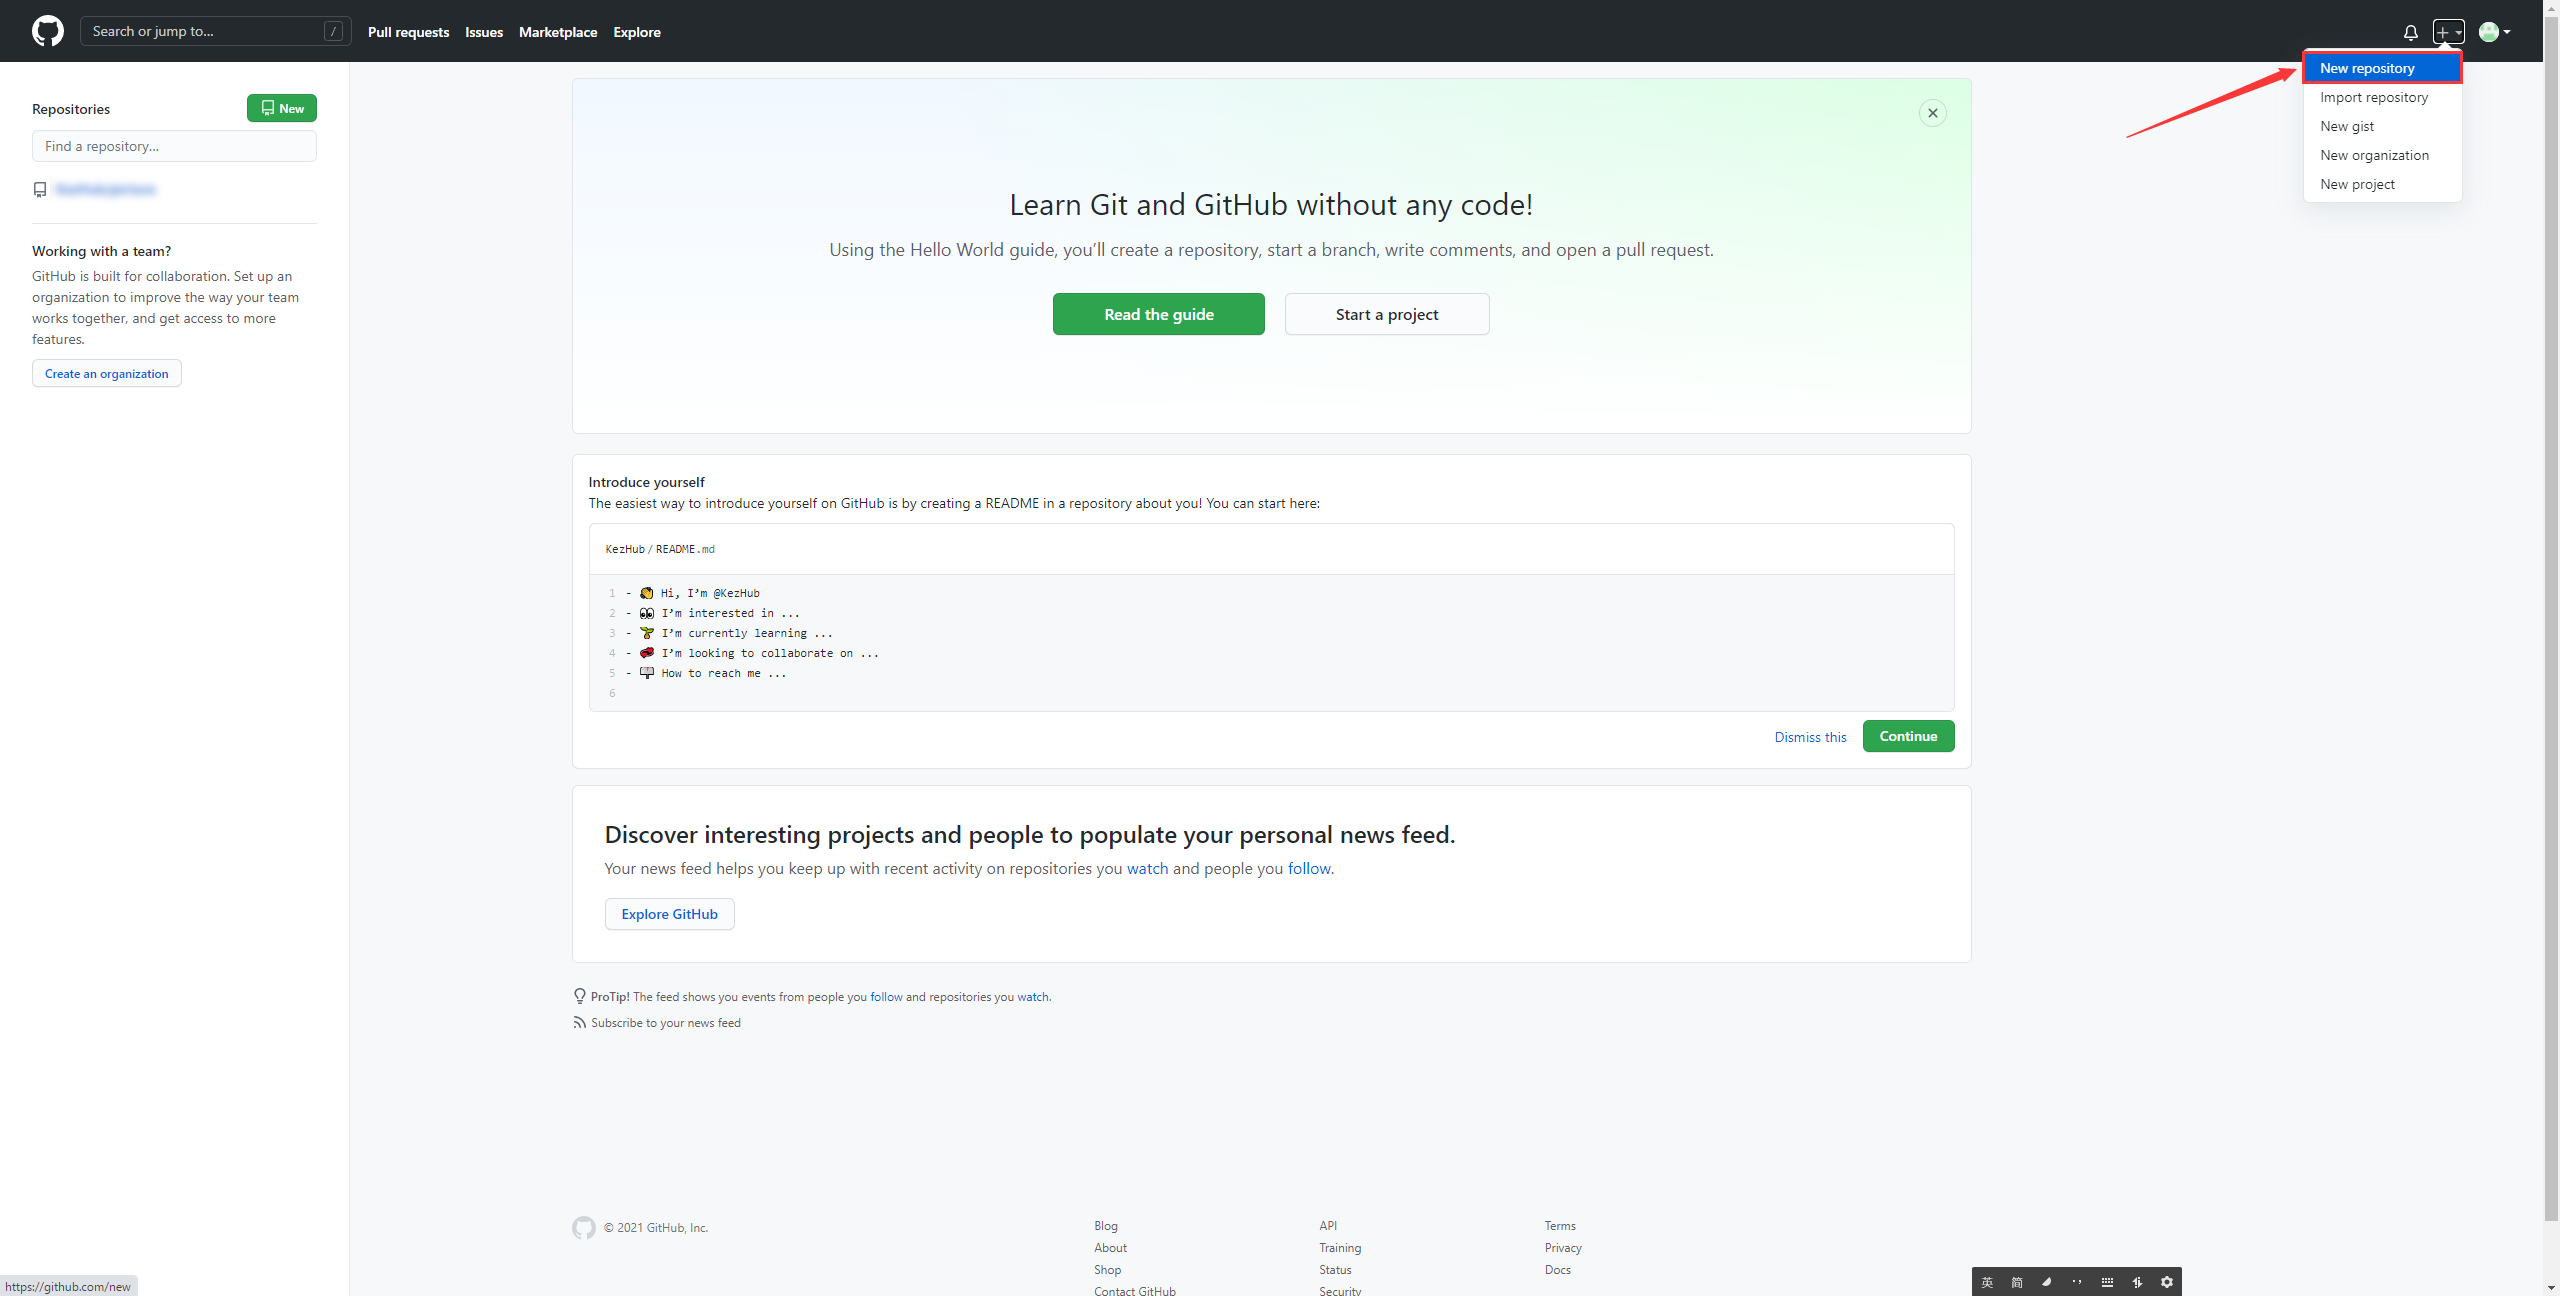 Search or jump to...
/
Pull requests
Issues
Marketplace
Explore
New repository
Import repository
New gist
New organization
New project
Repositories
New
Find a repository...
Working with a team?
GitHub is built for collaboration. Set up an
organization to improve the way your team
works together, and get access to more
features.
Create an organization
Learn Git and GitHub without any code!
Using the Hello World guide, you’ll create a repository, start a branch, write comments, and open a pull request.
Read the guide
Start a project
Introduce yourself
The easiest way to introduce yourself on GitHub is by creating a README in a repository about you! You can start here:
KezHub / README.md
1 - 👋 Hi, I’m @KezHub
2 - 👀 I’m interested in ...
3 - 🌱 I’m currently learning ...
4 - 💞️ I’m looking to collaborate on ...
5 - 📫 How to reach me ...
6
Dismiss this
Continue
Discover interesting projects and people to populate your personal news feed.
Your news feed helps you keep up with recent activity on repositories you watch and people you follow.
Explore GitHub
ProTip! The feed shows you events from people you follow and repositories you watch.
Subscribe to your news feed
© 2021 GitHub, Inc.
Blog
About
Shop
Contact GitHub
API
Training
Status
Security
Terms
Privacy
Docs
https://github.com/new
英 简